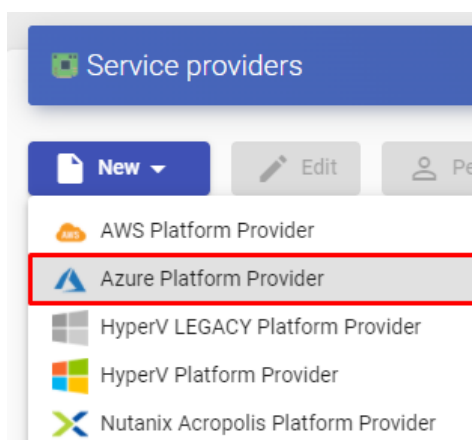 Service providers
New
Edit
Pe
AWS Platform Provider
Azure Platform Provider
HyperV LEGACY Platform Provider
HyperV Platform Provider
Nutanix Acropolis Platform Provider